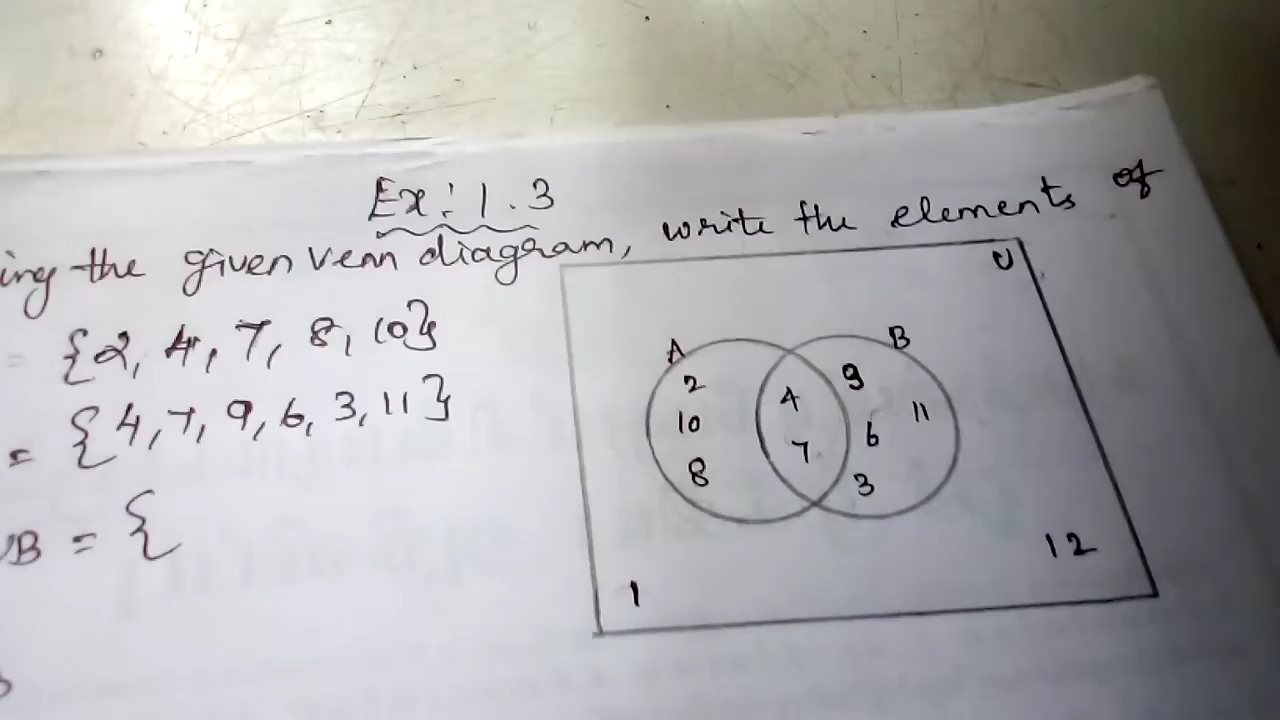 Ex: 1.3
ing the given venn diagram, write the elements of
= {2, 4, 7, 8, 10}
= {4, 7, 9, 6, 3, 11}
UB = {
U
A
B
2
10
8
4
7
9
11
6
3
12
1